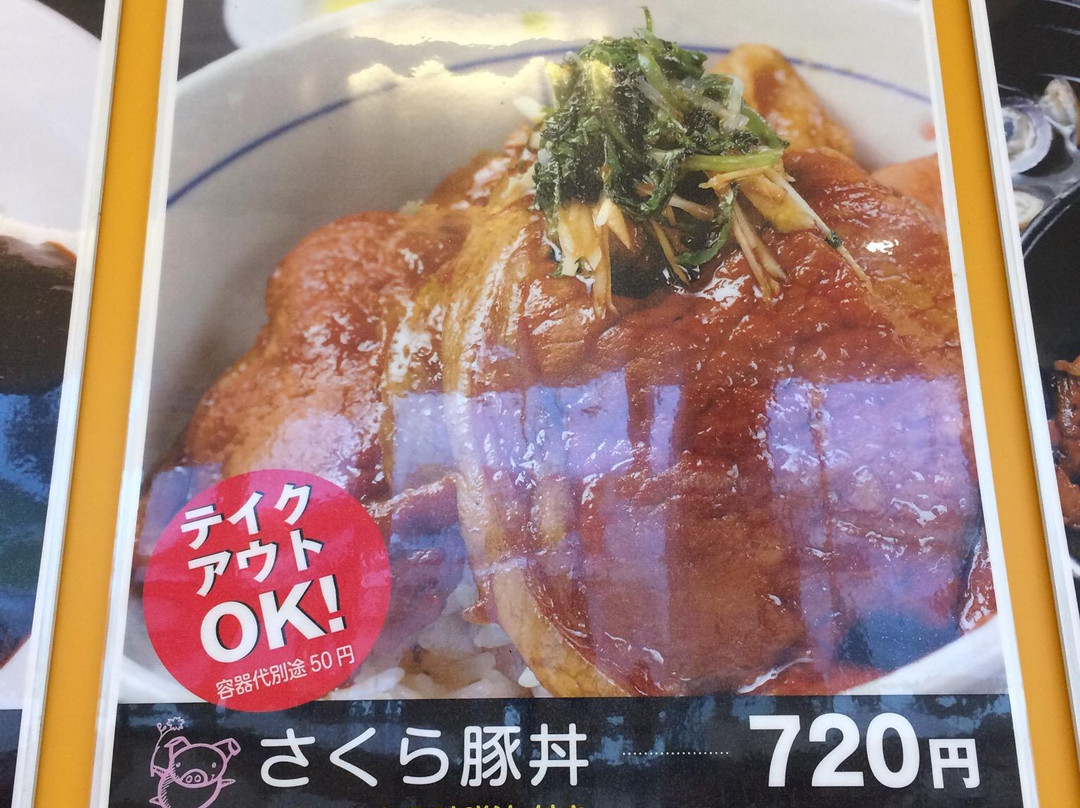 テイク
アウト
OK!
容器代別途50円
さくら豚丼 720円